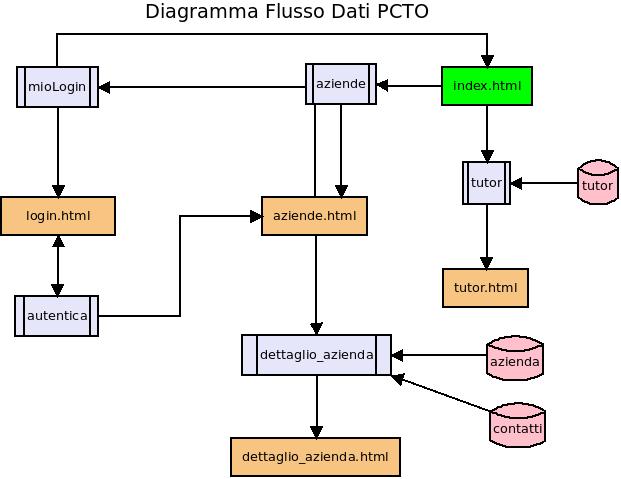 Diagramma Flusso Dati PCTO
mioLogin
aziende
index.html
tutor
tutor
login.html
aziende.html
tutor.html
autentica
dettaglio_azienda
azienda
contatti
dettaglio_azienda.html